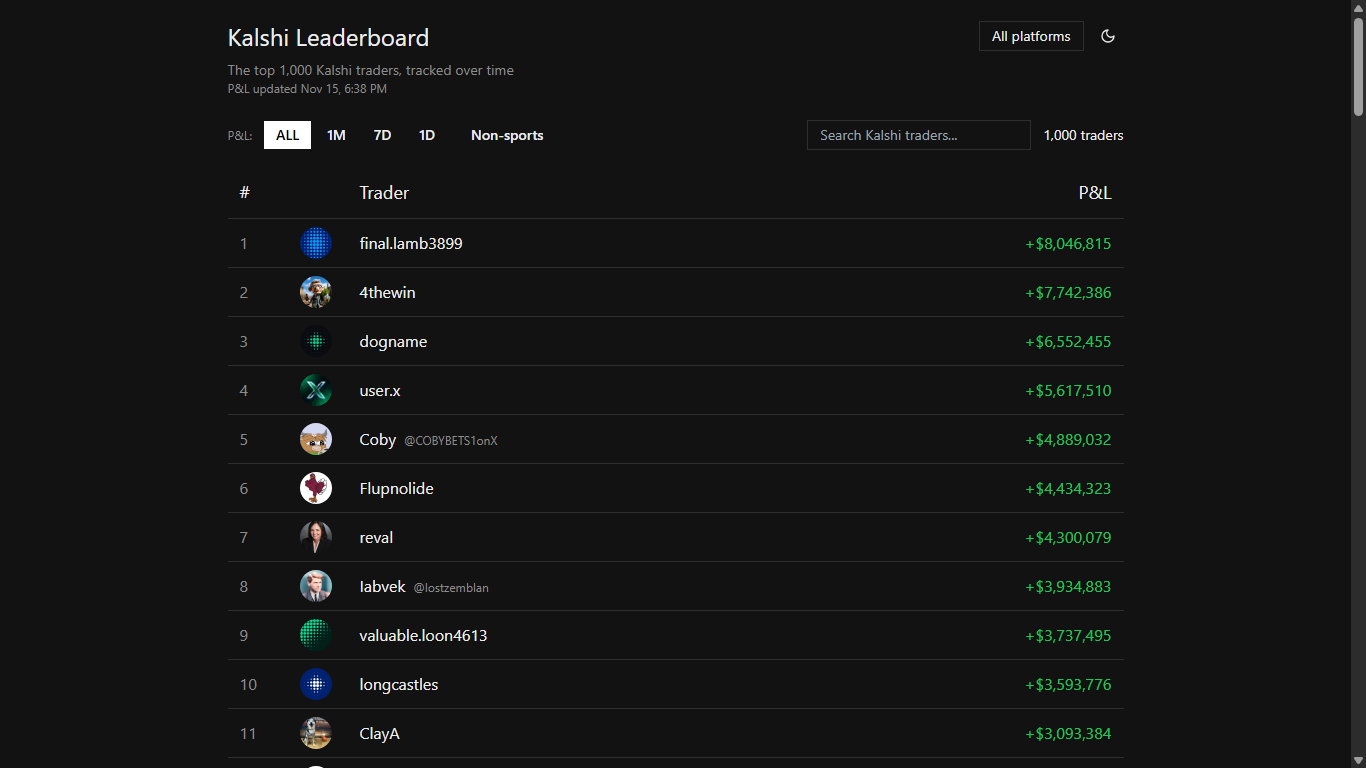 Kalshi Leaderboard
All platforms
The top 1,000 Kalshi traders, tracked over time
P&L updated Nov 15, 6:38 PM
P&L: ALL 1M 7D 1D Non-sports Search Kalshi traders... 1,000 traders
# Trader P&L
1 final.lamb3899 +$8,046,815
2 4thewin +$7,742,386
3 dogname +$6,552,455
4 user.x +$5,617,510
5 Coby @COBYBETS1onX +$4,889,032
6 Flupnolide +$4,434,323
7 reval +$4,300,079
8 Iabvek @lostzemblan +$3,934,883
9 valuable.loon4613 +$3,737,495
10 longcastles +$3,593,776
11 ClayA +$3,093,384